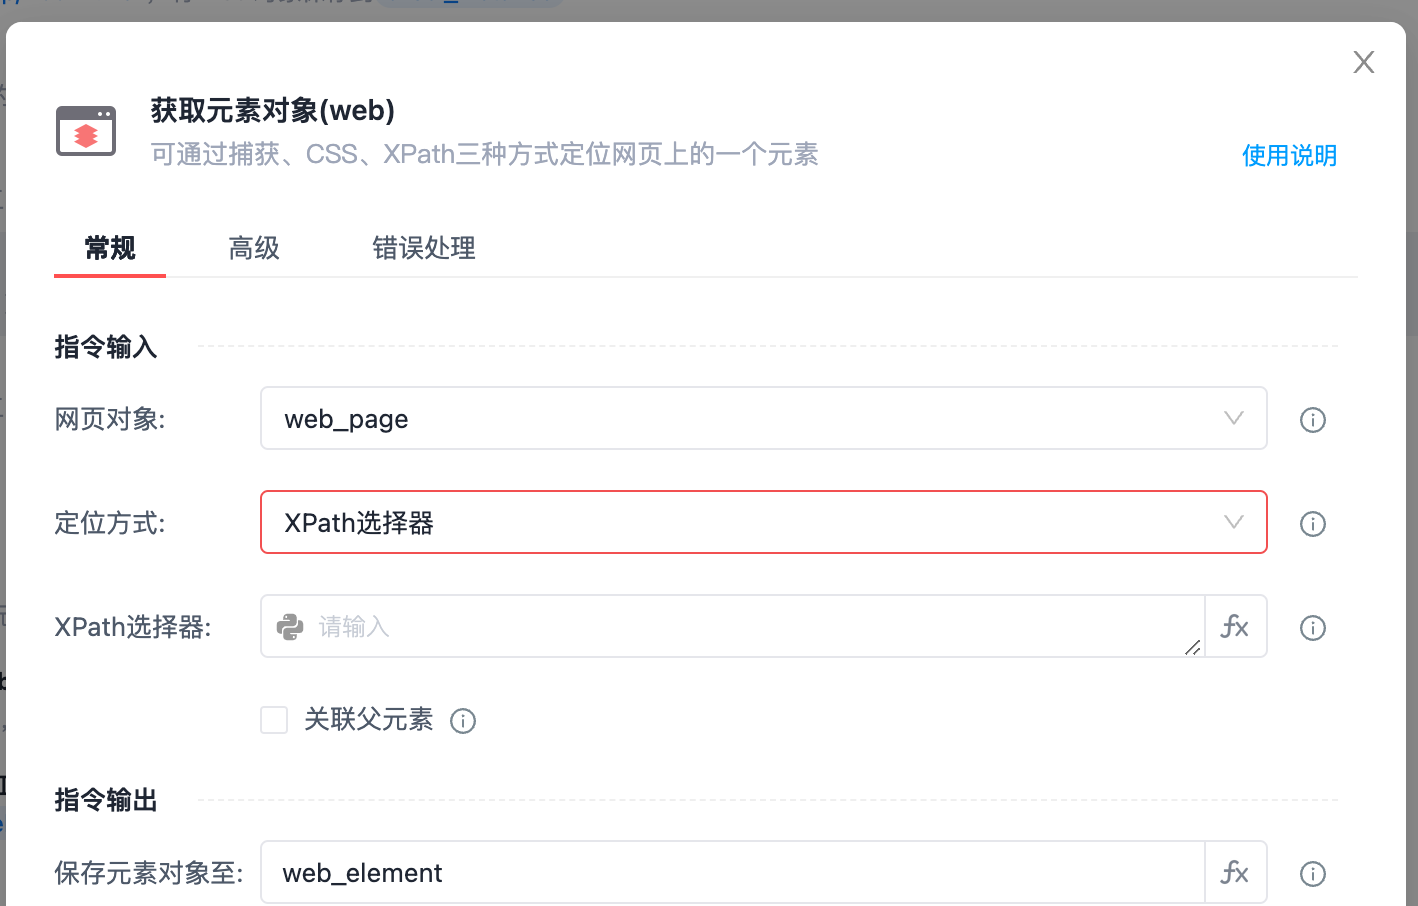 获取元素对象(web)
可通过捕获、CSS、XPath三种方式定位网页上的一个元素
使用说明
常规
高级
错误处理
指令输入
网页对象:
web_page
定位方式:
XPath选择器
XPath选择器:
请输入
fx
关联父元素
指令输出
保存元素对象至:
web_element
fx